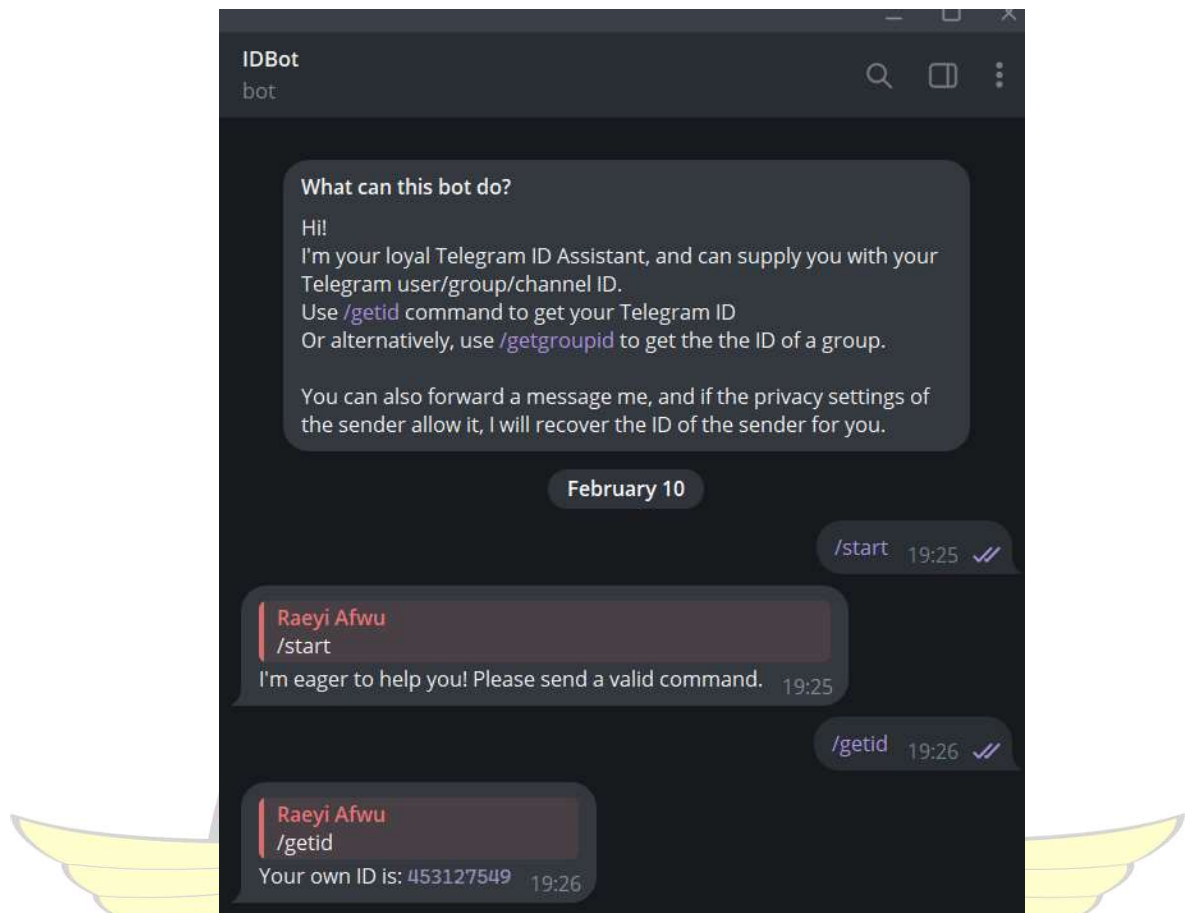 IDBot
bot
What can this bot do?
Hi!
I'm your loyal Telegram ID Assistant, and can supply you with your
Telegram user/group/channel ID.
Use /getid command to get your Telegram ID
Or alternatively, use /getgroupid to get the the ID of a group.
You can also forward a message me, and if the privacy settings of
the sender allow it, I will recover the ID of the sender for you.
February 10
/start 19:25
Raeyi Afwu
/start
I'm eager to help you! Please send a valid command. 19:25
/getid 19:26
Raeyi Afwu
/getid
Your own ID is: 453127549 19:26